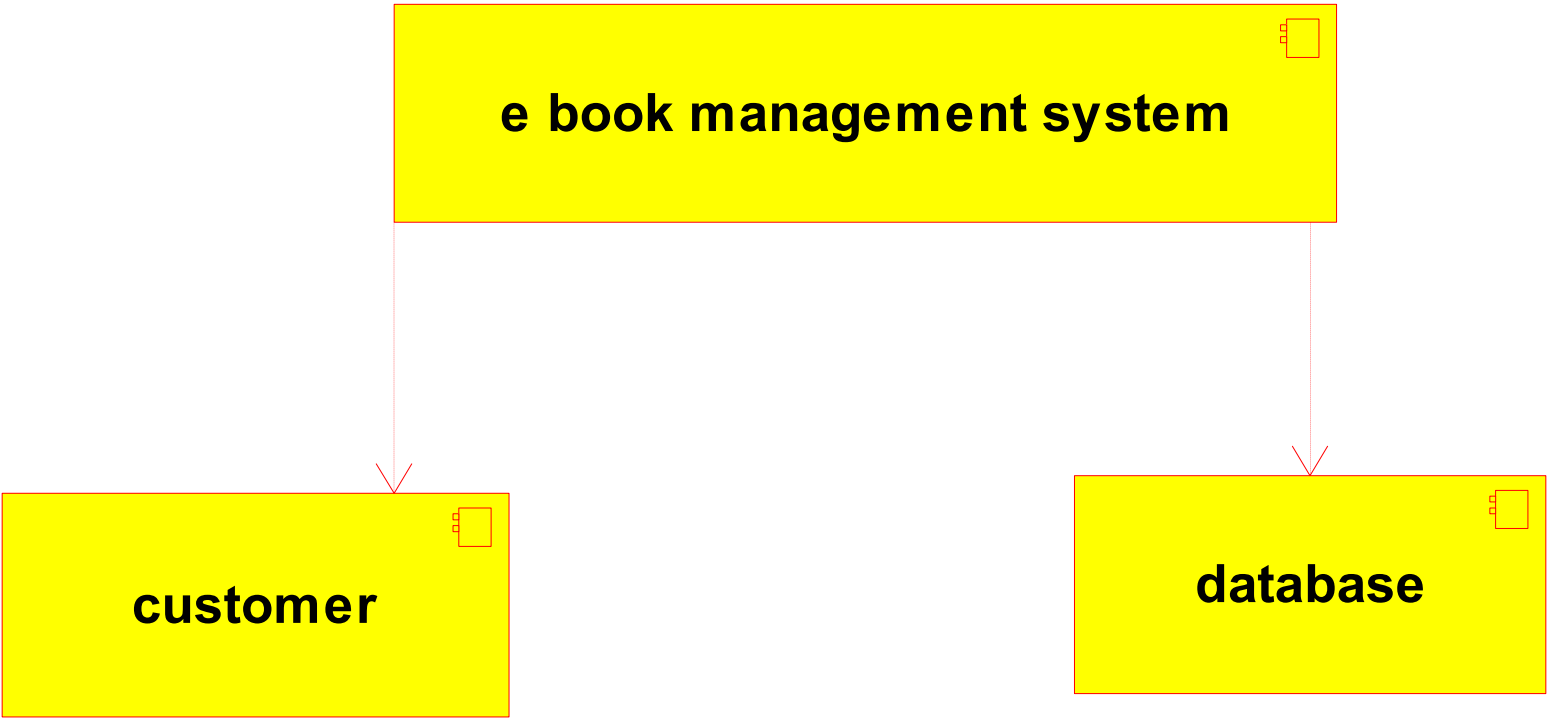 e book management system
customer
database